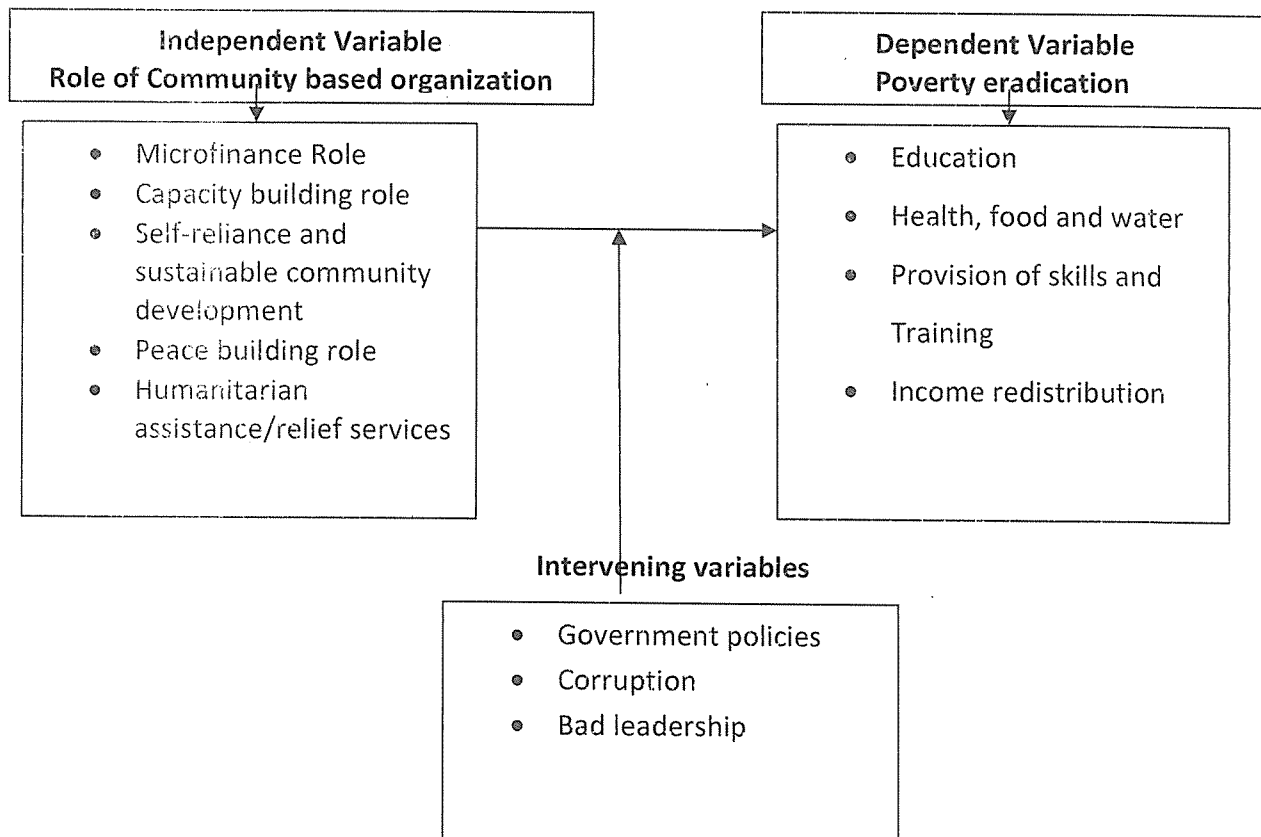 Independent Variable
Role of Community based organization
Dependent Variable
Poverty eradication
• Microfinance Role
• Capacity building role
• Self-reliance and
sustainable community
development
• Peace building role
• Humanitarian
assistance/relief services
• Education
• Health, food and water
• Provision of skills and
Training
• Income redistribution
Intervening variables
• Government policies
• Corruption
• Bad leadership